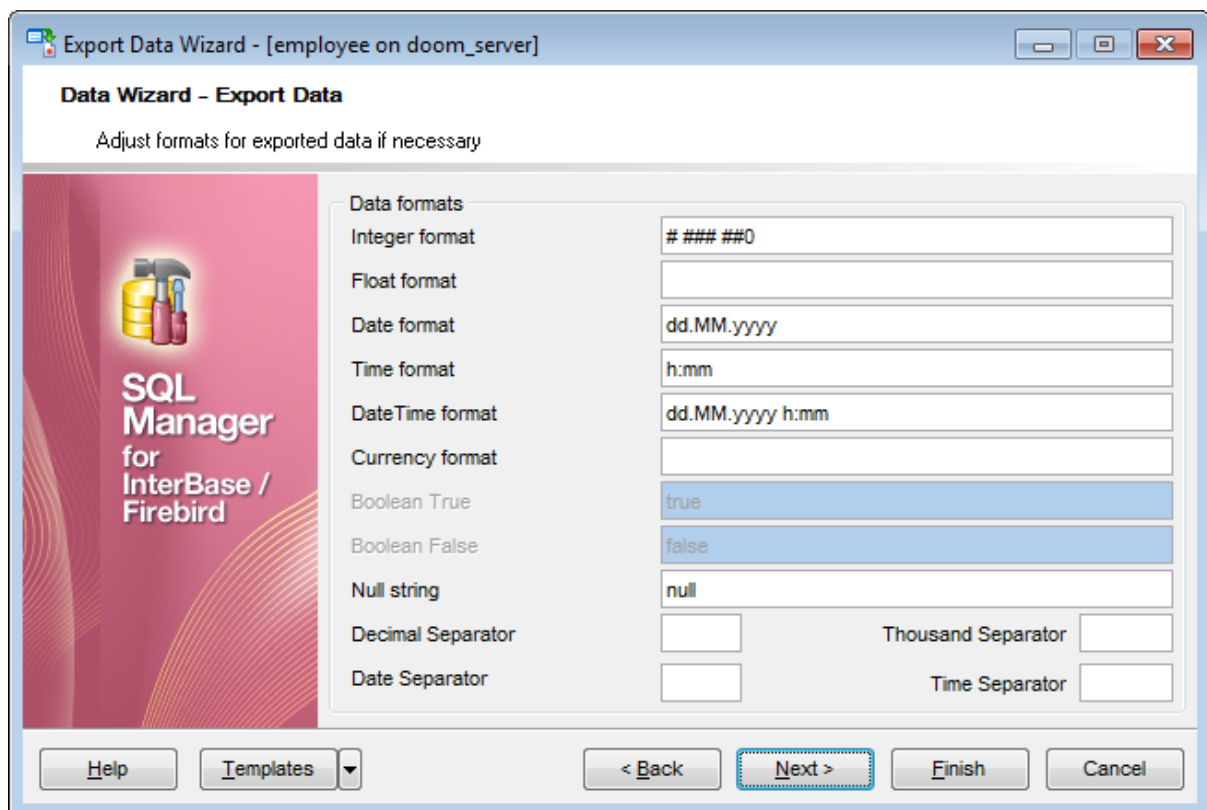 Export Data Wizard - [employee on doom_server]
Data Wizard - Export Data
Adjust formats for exported data if necessary
SQL
Manager
for
InterBase /
Firebird
Data formats
Integer format # ### ##0
Float format
Date format dd.MM.yyyy
Time format h:mm
DateTime format dd.MM.yyyy h:mm
Currency format
Boolean True true
Boolean False false
Null string null
Decimal Separator Thousand Separator
Date Separator Time Separator
Help Templates < Back Next > Finish Cancel